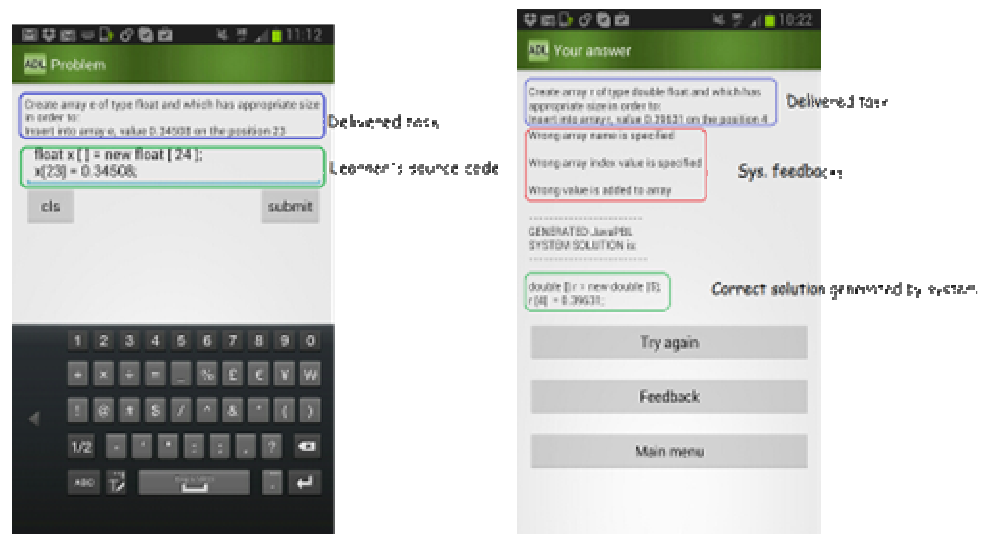 11:12
ADL Problem
Create array e of type float and which has appropriate size
in order to:
Insert into array e, value 0.34508 on the position 23
Delivered task
float x [ ] = new float [ 24 ];
x[23] = 0.34508;
Learner's source code
cls submit
1 2 3 4 5 6 7 8 9 0
+ × ÷ = _ % £ € ¥ ₩
! @ # $ / ^ & * ( )
1/2 - ' " : ; , ?
ABC
10:22
ADL Your answer
Create array r of type double float and which has
appropriate size in order to:
Insert into array r, value 0.39631 on the position 4
Delivered task
Wrong array name is specified
Wrong array index value is specified
Wrong value is added to array
Sys. feedbacks
--------------------
GENERATED JavaPBL
SYSTEM SOLUTION is:
--------------------
double [] r = new double [5];
r [4] = 0.39631;
Correct solution generated by system
Try again
Feedback
Main menu